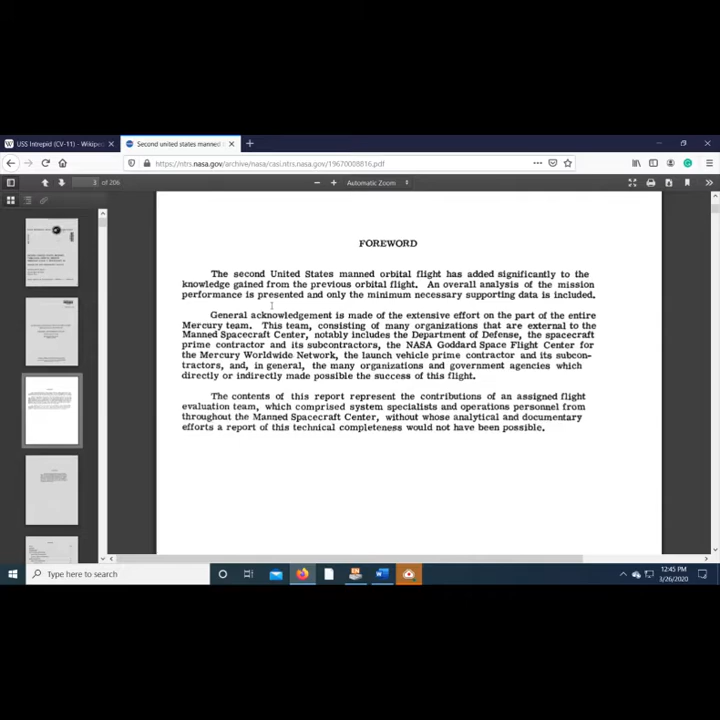 USS Intrepid (CV-11) - Wikipe
Second united states manned
https://ntrs.nasa.gov/archive/nasa/casi.ntrs.nasa.gov/19670008816.pdf
3 of 206
Automatic Zoom
FOREWORD
The second United States manned orbital flight has added significantly to the
knowledge gained from the previous orbital flight. An overall analysis of the mission
performance is presented and only the minimum necessary supporting data is included.
General acknowledgement is made of the extensive effort on the part of the entire
Mercury team. This team, consisting of many organizations that are external to the
Manned Spacecraft Center, notably includes the Department of Defense, the spacecraft
prime contractor and its subcontractors, the NASA Goddard Space Flight Center for
the Mercury Worldwide Network, the launch vehicle prime contractor and its subcon-
tractors, and, in general, the many organizations and government agencies which
directly or indirectly made possible the success of this flight.
The contents of this report represent the contributions of an assigned flight
evaluation team, which comprised system specialists and operations personnel from
throughout the Manned Spacecraft Center, without whose analytical and documentary
efforts a report of this technical completeness would not have been possible.
Type here to search
12:45 PM
3/26/2020